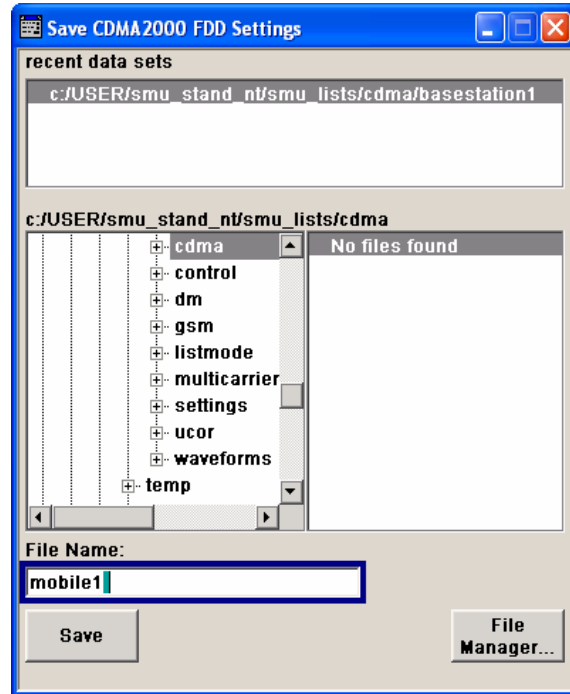 Save CDMA2000 FDD Settings
recent data sets
c:/USER/smu_stand_nt/smu_lists/cdma/basestation1
c:/USER/smu_stand_nt/smu_lists/cdma
cdma
No files found
control
dm
gsm
listmode
multicarrier
settings
ucor
waveforms
temp
File Name:
mobile1
Save
File
Manager...